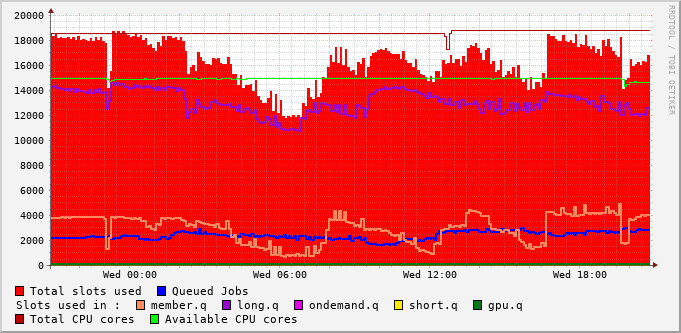 20000
18000
16000
14000
12000
10000
8000
6000
4000
2000
0
Wed 00:00 Wed 06:00 Wed 12:00 Wed 18:00
Total slots used Queued Jobs
Slots used in : member.q long.q ondemand.q short.q gpu.q
Total CPU cores Available CPU cores
RRDTOOL / TOBI OETIKER